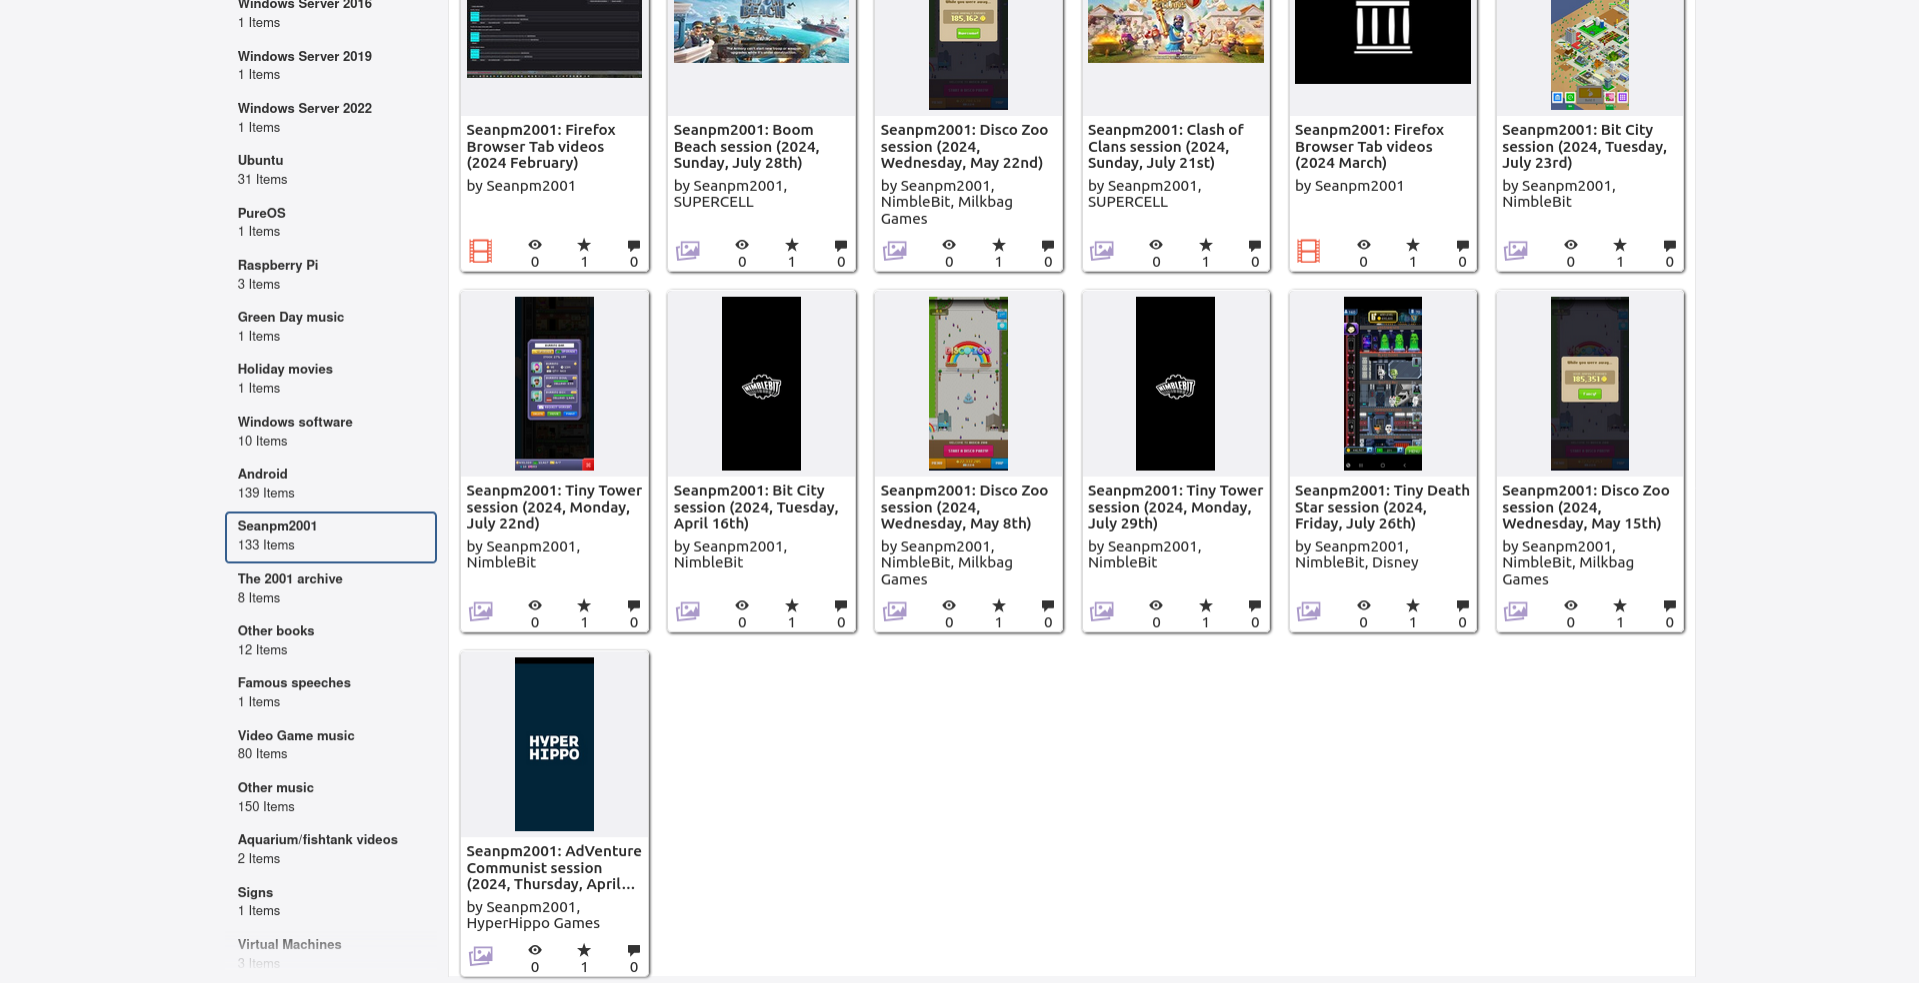 Windows Server 2016
1 Items
Windows Server 2019
1 Items
Windows Server 2022
1 Items
Ubuntu
31 Items
PureOS
1 Items
Raspberry Pi
3 Items
Green Day music
1 Items
Holiday movies
1 Items
Windows software
10 Items
Android
139 Items
Seanpm2001
133 Items
The 2001 archive
8 Items
Other books
12 Items
Famous speeches
1 Items
Video Game music
80 Items
Other music
150 Items
Aquarium/fishtank videos
2 Items
Signs
1 Items
Virtual Machines
3 Items
Seanpm2001: Firefox
Browser Tab videos
(2024 February)
by Seanpm2001
0 1 0
BEACH
Seanpm2001: Boom
Beach session (2024,
Sunday, July 28th)
by Seanpm2001,
SUPERCELL
0 1 0
While you were away...
185,162
Seanpm2001: Disco Zoo
session (2024,
Wednesday, May 22nd)
by Seanpm2001,
NimbleBit, Milkbag
Games
0 1 0
Seanpm2001: Clash of
Clans session (2024,
Sunday, July 21st)
by Seanpm2001,
SUPERCELL
0 1 0
Seanpm2001: Firefox
Browser Tab videos
(2024 March)
by Seanpm2001
0 1 0
Seanpm2001: Bit City
session (2024, Tuesday,
July 23rd)
by Seanpm2001,
NimbleBit
0 1 0
Seanpm2001: Tiny Tower
session (2024, Monday,
July 22nd)
by Seanpm2001,
NimbleBit
0 1 0
NIMBLEBIT
Seanpm2001: Bit City
session (2024, Tuesday,
April 16th)
by Seanpm2001,
NimbleBit
0 1 0
Seanpm2001: Disco Zoo
session (2024,
Wednesday, May 8th)
by Seanpm2001,
NimbleBit, Milkbag
Games
0 1 0
NIMBLEBIT
Seanpm2001: Tiny Tower
session (2024, Monday,
July 29th)
by Seanpm2001,
NimbleBit
0 1 0
Seanpm2001: Tiny Death
Star session (2024,
Friday, July 26th)
by Seanpm2001,
NimbleBit, Disney
0 1 0
While you were away...
185,351
Seanpm2001: Disco Zoo
session (2024,
Wednesday, May 15th)
by Seanpm2001,
NimbleBit, Milkbag
Games
0 1 0
HYPER
HIPPO
Seanpm2001: AdVenture
Communist session
(2024, Thursday, April...
by Seanpm2001,
HyperHippo Games
0 1 0